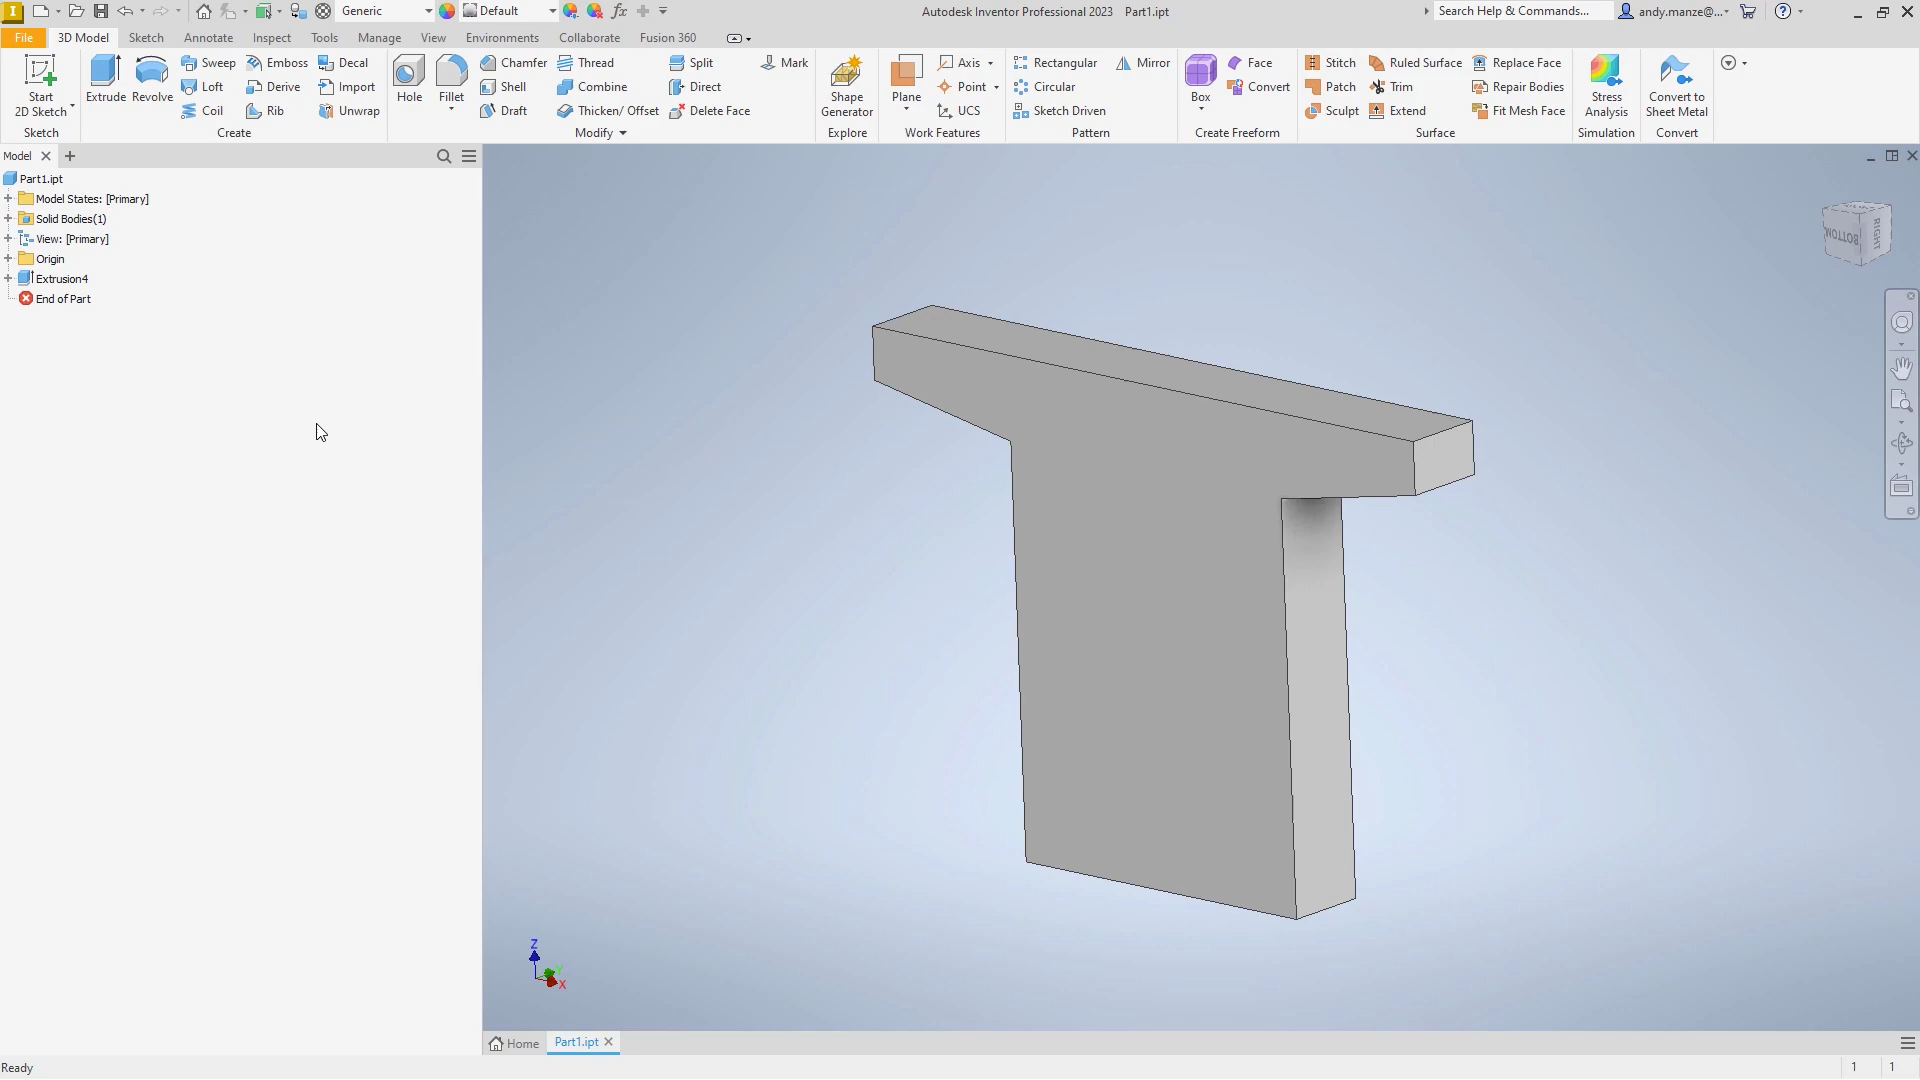 Generic
Default
Autodesk Inventor Professional 2023 Part1.ipt
Search Help & Commands...
andy.manze@...
File
3D Model
Sketch
Annotate
Inspect
Tools
Manage
View
Environments
Collaborate
Fusion 360
Start
2D Sketch
Sketch
Extrude
Revolve
Sweep
Loft
Coil
Emboss
Derive
Rib
Decal
Import
Unwrap
Create
Hole
Fillet
Chamfer
Shell
Draft
Thread
Combine
Thicken/ Offset
Split
Direct
Delete Face
Mark
Modify
Shape
Generator
Explore
Plane
Axis
Point
UCS
Work Features
Rectangular
Circular
Sketch Driven
Mirror
Pattern
Box
Face
Convert
Create Freeform
Stitch
Patch
Sculpt
Ruled Surface
Trim
Extend
Replace Face
Repair Bodies
Fit Mesh Face
Surface
Stress
Analysis
Simulation
Convert to
Sheet Metal
Convert
Model
Part1.ipt
Model States: [Primary]
Solid Bodies(1)
View: [Primary]
Origin
Extrusion4
End of Part
BOTTOM
RIGHT
Z
Y
X
Home
Part1.ipt
Ready
1
1